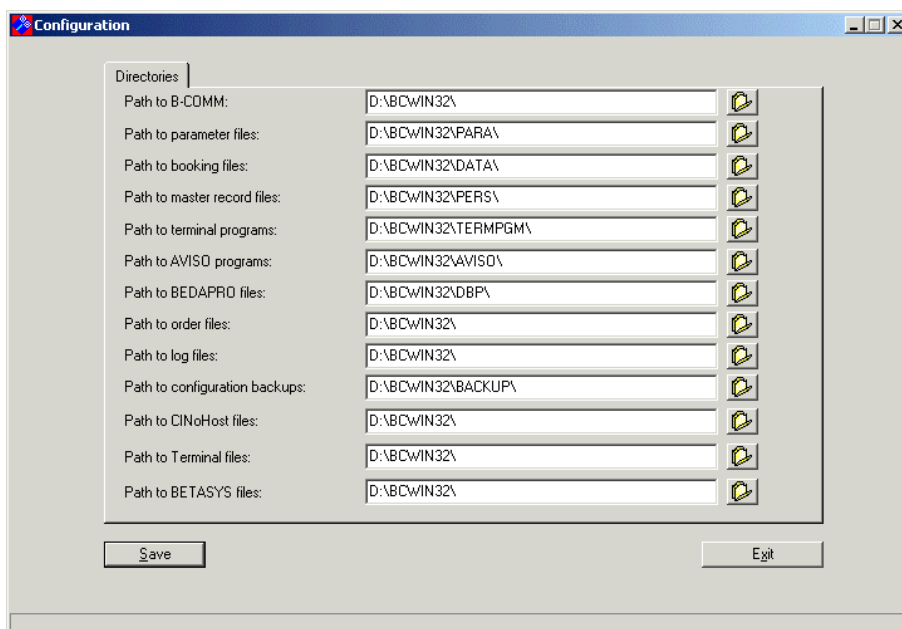 Configuration
Directories
Path to B-COMM: D:\BCWIN32\
Path to parameter files: D:\BCWIN32\PARA\
Path to booking files: D:\BCWIN32\DATA\
Path to master record files: D:\BCWIN32\PERS\
Path to terminal programs: D:\BCWIN32\TERMPGM\
Path to AVISO programs: D:\BCWIN32\AVISO\
Path to BEDAPRO files: D:\BCWIN32\DBP\
Path to order files: D:\BCWIN32\
Path to log files: D:\BCWIN32\
Path to configuration backups: D:\BCWIN32\BACKUP\
Path to CINoHost files: D:\BCWIN32\
Path to Terminal files: D:\BCWIN32\
Path to BETASYS files: D:\BCWIN32\
Save Exit